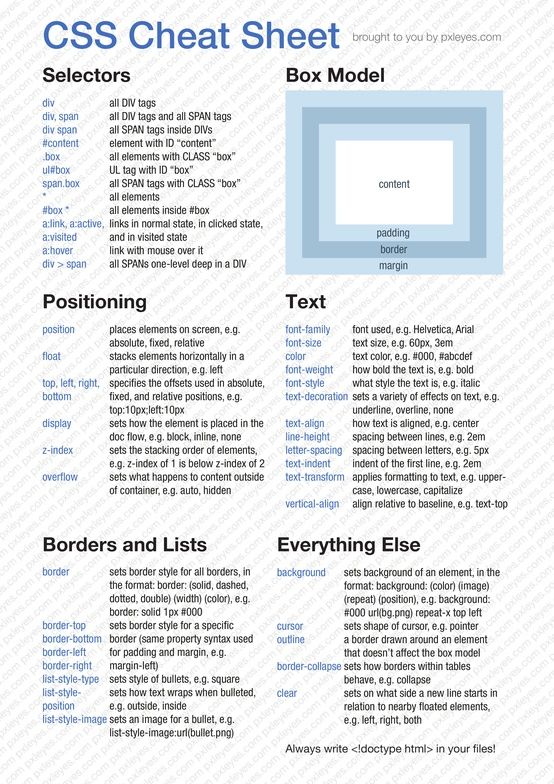 CSS Cheat Sheet brought to you by pxleyes.com
Selectors
div all DIV tags
div, span all DIV tags and all SPAN tags
div span all SPAN tags inside DIVs
#content element with ID "content"
.box all elements with CLASS "box"
ul#box UL tag with ID "box"
span.box all SPAN tags with CLASS "box"
* all elements
#box * all elements inside #box
a:link, a:active, links in normal state, in clicked state,
a:visited and in visited state
a:hover link with mouse over it
div > span all SPANs one-level deep in a DIV
Box Model
content
padding
border
margin
Positioning
position places elements on screen, e.g.
absolute, fixed, relative
float stacks elements horizontally in a
particular direction, e.g. left
top, left, right, specifies the offsets used in absolute,
bottom fixed, and relative positions, e.g.
top:10px;left:10px
display sets how the element is placed in the
doc flow, e.g. block, inline, none
z-index sets the stacking order of elements,
e.g. z-index of 1 is below z-index of 2
overflow sets what happens to content outside
of container, e.g. auto, hidden
Text
font-family font used, e.g. Helvetica, Arial
font-size text size, e.g. 60px, 3em
color text color, e.g. #000, #abcdef
font-weight how bold the text is, e.g. bold
font-style what style the text is, e.g. italic
text-decoration sets a variety of effects on text, e.g.
underline, overline, none
text-align how text is aligned, e.g. center
line-height spacing between lines, e.g. 2em
letter-spacing spacing between letters, e.g. 5px
text-indent indent of the first line, e.g. 2em
text-transform applies formatting to text, e.g. upper-
case, lowercase, capitalize
vertical-align align relative to baseline, e.g. text-top
Borders and Lists
border sets border style for all borders, in
the format: border: (solid, dashed,
dotted, double) (width) (color), e.g.
border: solid 1px #000
border-top sets border style for a specific
border-bottom border (same property syntax used
border-left for padding and margin, e.g.
border-right margin-left)
list-style-type sets style of bullets, e.g. square
list-style- sets how text wraps when bulleted,
position e.g. outside, inside
list-style-image sets an image for a bullet, e.g.
list-style-image:url(bullet.png)
Everything Else
background sets background of an element, in the
format: background: (color) (image)
(repeat) (position), e.g. background:
#000 url(bg.png) repeat-x top left
cursor sets shape of cursor, e.g. pointer
outline a border drawn around an element
that doesn't affect the box model
border-collapse sets how borders within tables
behave, e.g. collapse
clear sets on what side a new line starts in
relation to nearby floated elements,
e.g. left, right, both
Always write <!doctype html> in your files!